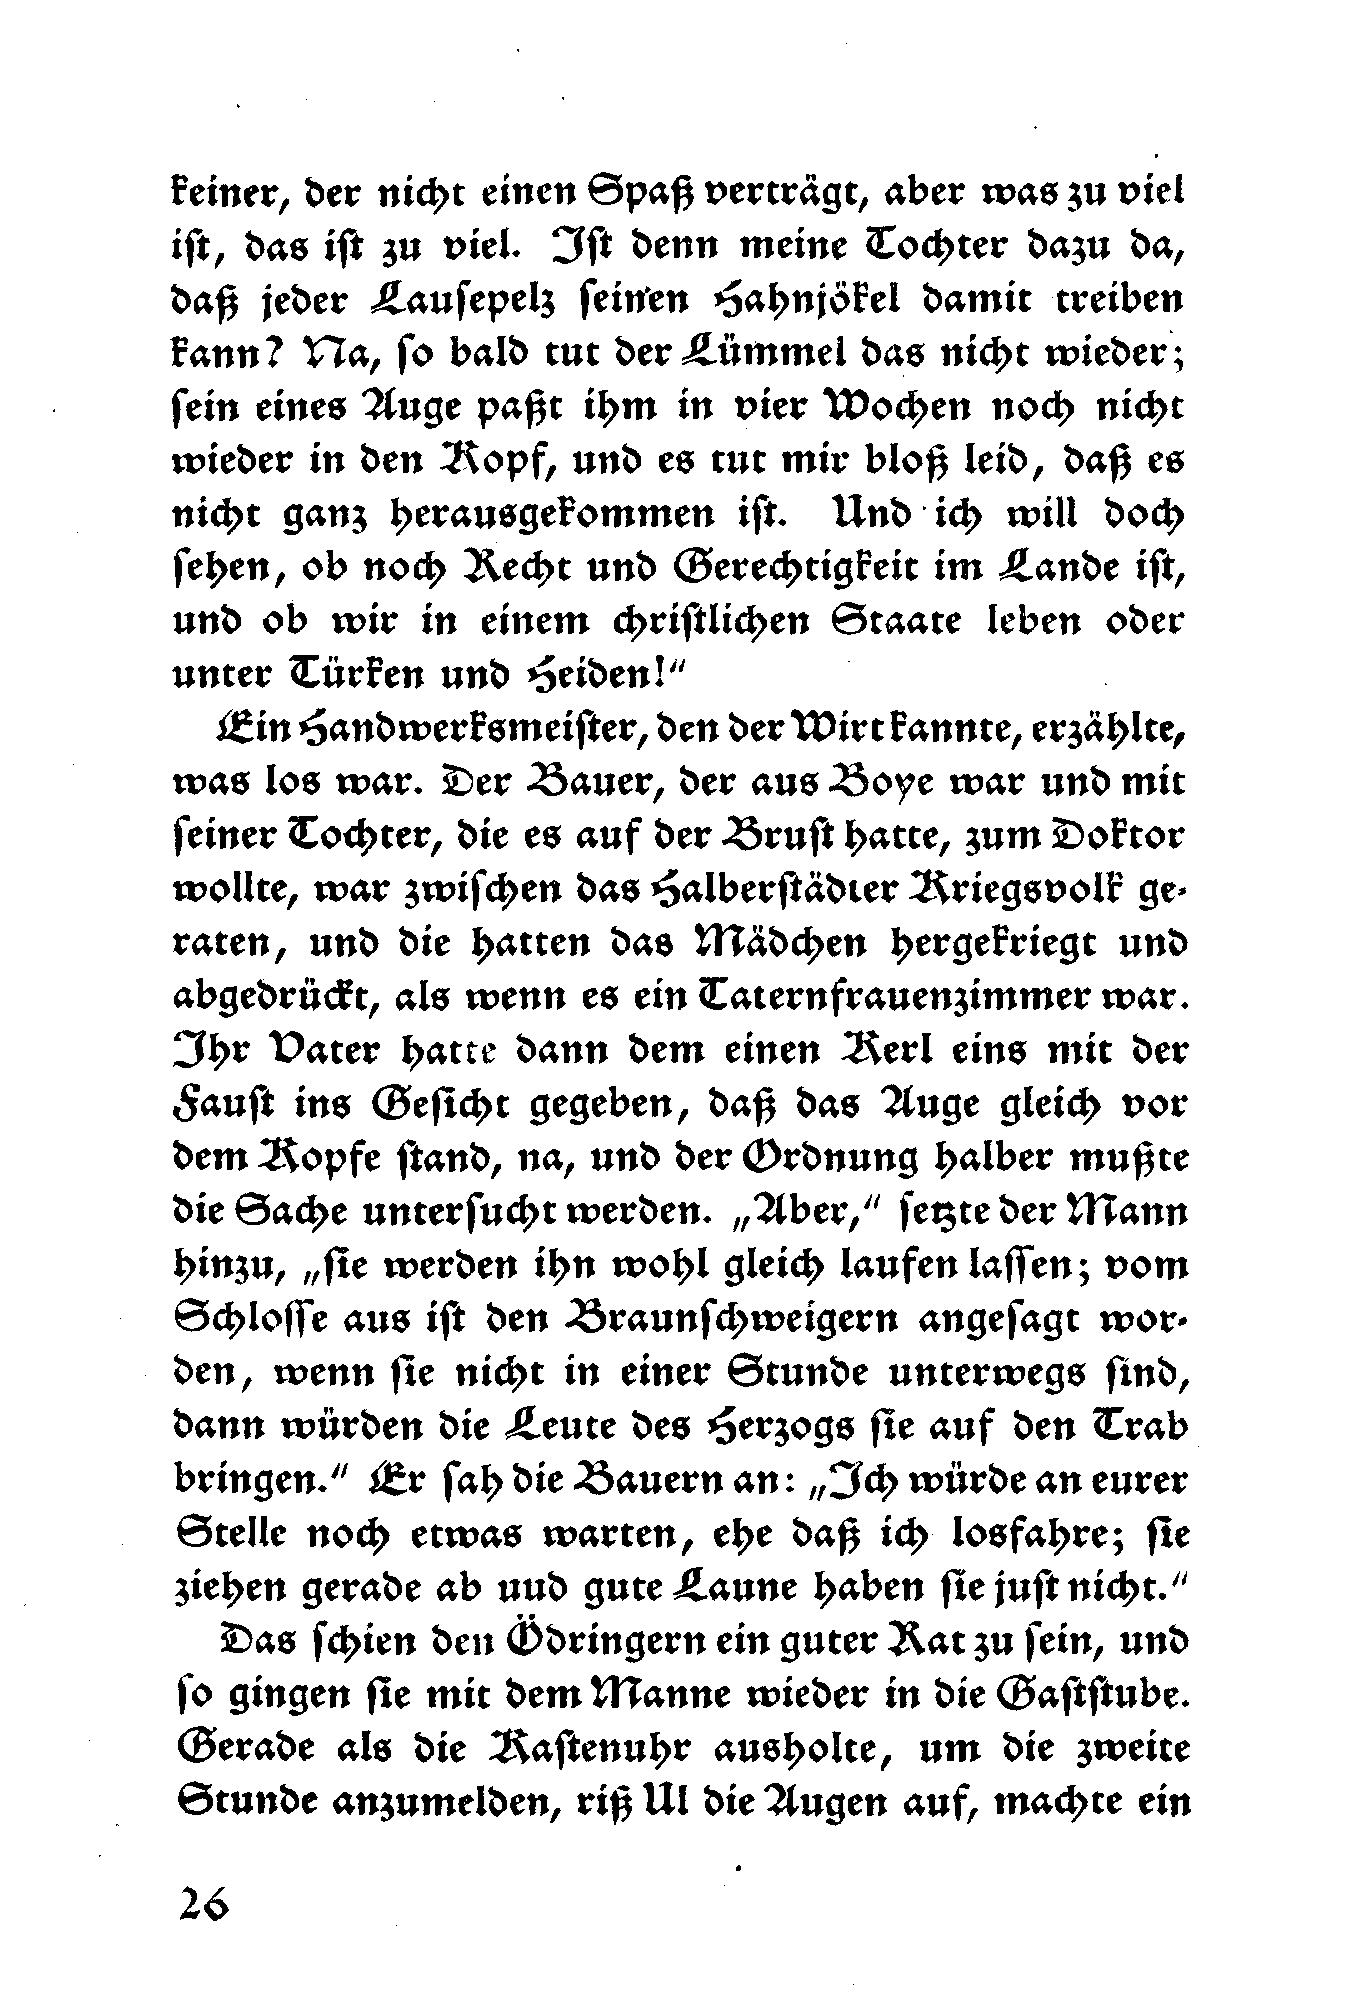 keiner, der nicht einen Spaß verträgt, aber was zu viel
ist, das ist zu viel. Ist denn meine Tochter dazu da,
daß jeder Lausepelz seinen Hahnjökel damit treiben
kann? Na, so bald tut der Lümmel das nicht wieder;
sein eines Auge paßt ihm in vier Wochen noch nicht
wieder in den Kopf, und es tut mir bloß leid, daß es
nicht ganz herausgekommen ist. Und ich will doch
sehen, ob noch Recht und Gerechtigkeit im Lande ist,
und ob wir in einem christlichen Staate leben oder
unter Türken und Heiden!“
Ein Handwerksmeister, den der Wirt kannte, erzählte,
was los war. Der Bauer, der aus Boye war und mit
seiner Tochter, die es auf der Brust hatte, zum Doktor
wollte, war zwischen das Halberstädter Kriegsvolk ge-
raten, und die hatten das Mädchen hergekriegt und
abgedrückt, als wenn es ein Taternfrauenzimmer war.
Ihr Vater hatte dann dem einen Kerl eins mit der
Faust ins Gesicht gegeben, daß das Auge gleich vor
dem Kopfe stand, na, und der Ordnung halber mußte
die Sache untersucht werden. „Aber,“ setzte der Mann
hinzu, „sie werden ihn wohl gleich laufen lassen; vom
Schlosse aus ist den Braunschweigern angesagt wor-
den, wenn sie nicht in einer Stunde unterwegs sind,
dann würden die Leute des Herzogs sie auf den Trab
bringen.“ Er sah die Bauern an: „Ich würde an eurer
Stelle noch etwas warten, ehe daß ich losfahre; sie
ziehen gerade ab uud gute Laune haben sie just nicht.“
Das schien den Ödringern ein guter Rat zu sein, und
so gingen sie mit dem Manne wieder in die Gaststube.
Gerade als die Kastenuhr ausholte, um die zweite
Stunde anzumelden, riß Ul die Augen auf, machte ein
26